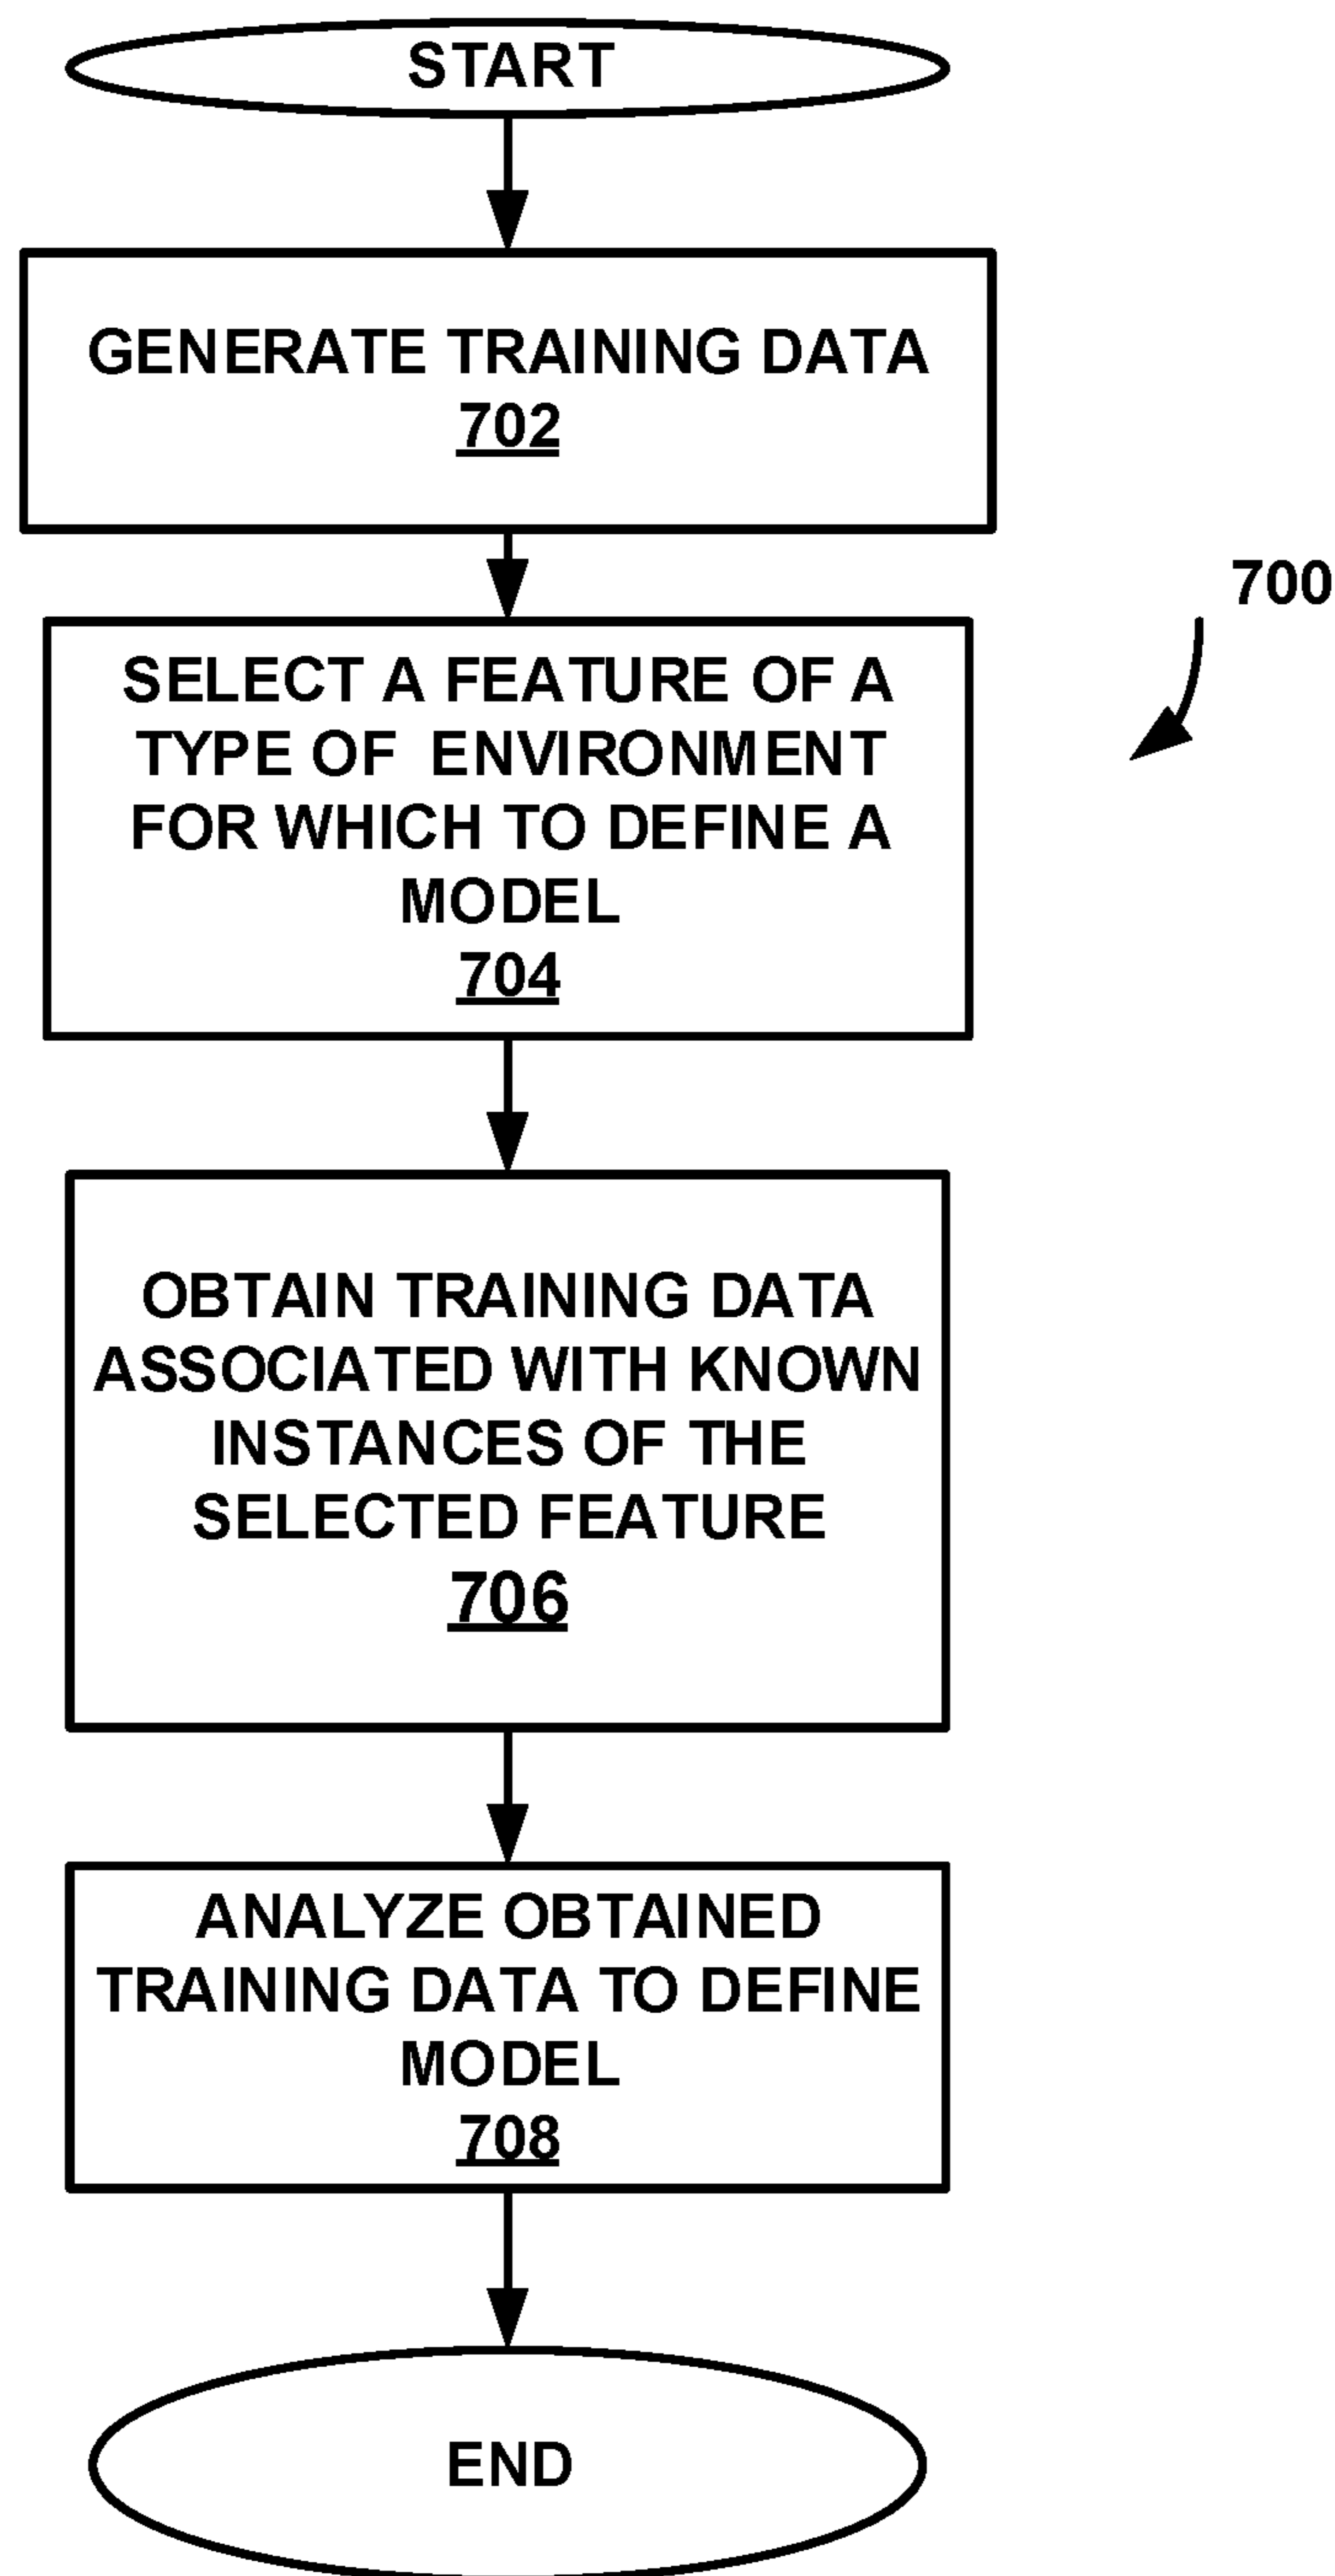 START
GENERATE TRAINING DATA
702
700
SELECT A FEATURE OF A
TYPE OF ENVIRONMENT
FOR WHICH TO DEFINE A
MODEL
704
OBTAIN TRAINING DATA
ASSOCIATED WITH KNOWN
INSTANCES OF THE
SELECTED FEATURE
706
ANALYZE OBTAINED
TRAINING DATA TO DEFINE
MODEL
708
END